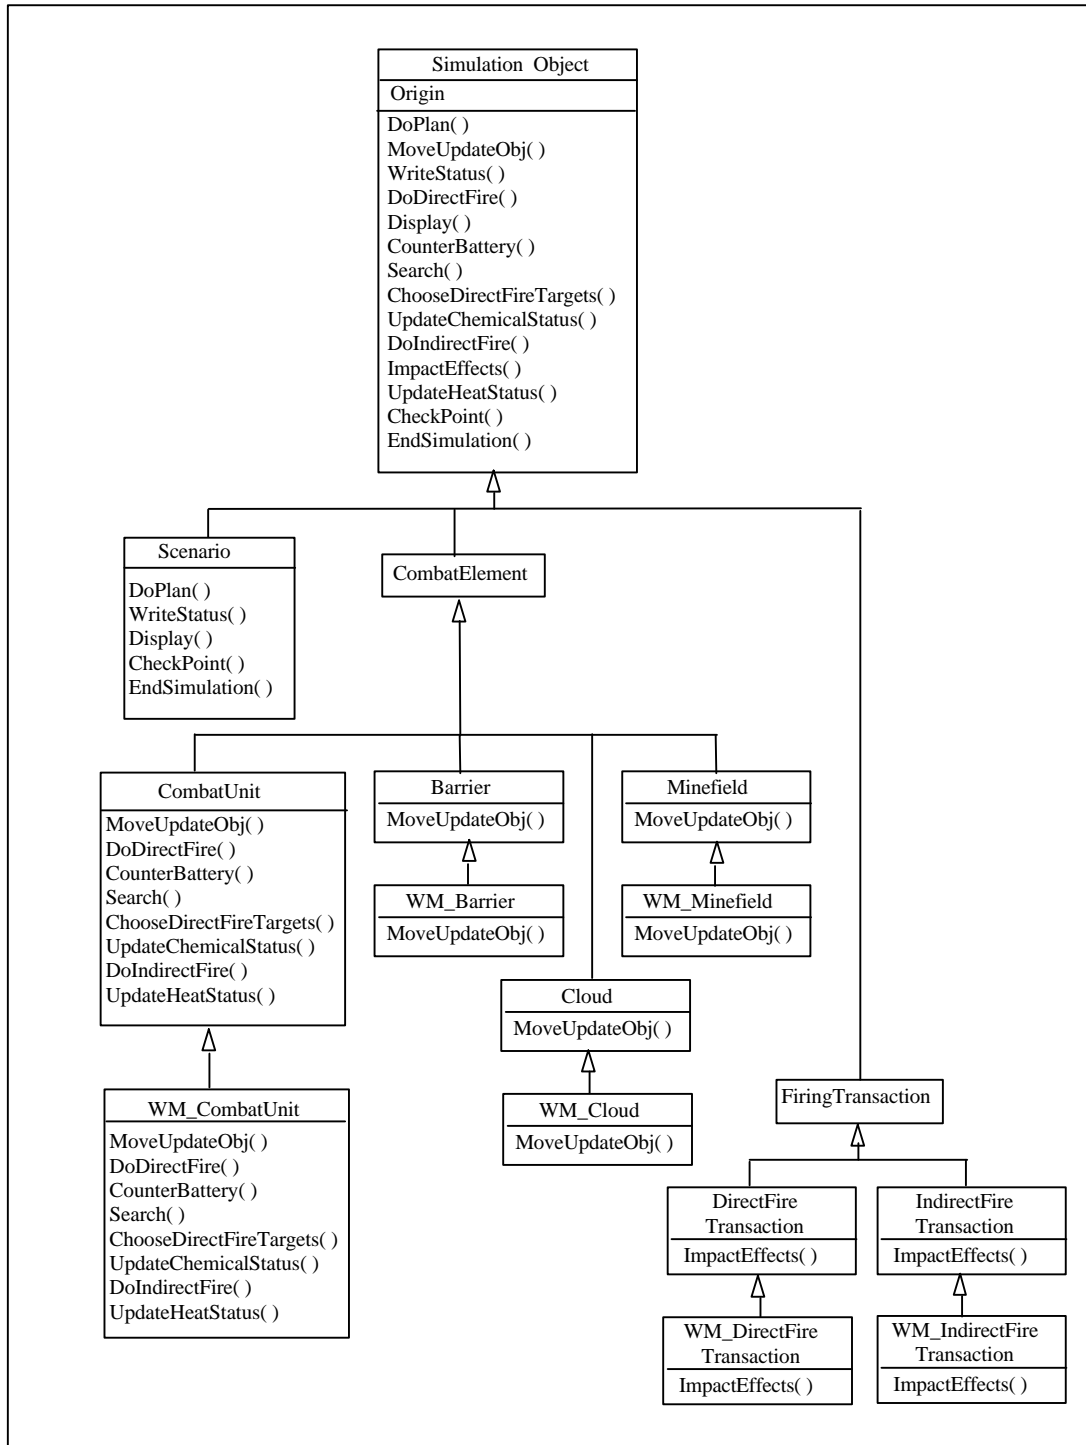 Simulation Object
Origin
DoPlan( )
MoveUpdateObj( )
WriteStatus( )
DoDirectFire( )
Display( )
CounterBattery( )
Search( )
ChooseDirectFireTargets( )
UpdateChemicalStatus( )
DoIndirectFire( )
ImpactEffects( )
UpdateHeatStatus( )
CheckPoint( )
EndSimulation( )
Scenario
DoPlan( )
WriteStatus( )
Display( )
CheckPoint( )
EndSimulation( )
CombatElement
CombatUnit
MoveUpdateObj( )
DoDirectFire( )
CounterBattery( )
Search( )
ChooseDirectFireTargets( )
UpdateChemicalStatus( )
DoIndirectFire( )
UpdateHeatStatus( )
Barrier
MoveUpdateObj( )
WM_Barrier
MoveUpdateObj( )
Minefield
MoveUpdateObj( )
WM_Minefield
MoveUpdateObj( )
Cloud
MoveUpdateObj( )
WM_Cloud
MoveUpdateObj( )
WM_CombatUnit
MoveUpdateObj( )
DoDirectFire( )
CounterBattery( )
Search( )
ChooseDirectFireTargets( )
UpdateChemicalStatus( )
DoIndirectFire( )
UpdateHeatStatus( )
FiringTransaction
DirectFire
Transaction
ImpactEffects( )
IndirectFire
Transaction
ImpactEffects( )
WM_DirectFire
Transaction
ImpactEffects( )
WM_IndirectFire
Transaction
ImpactEffects( )